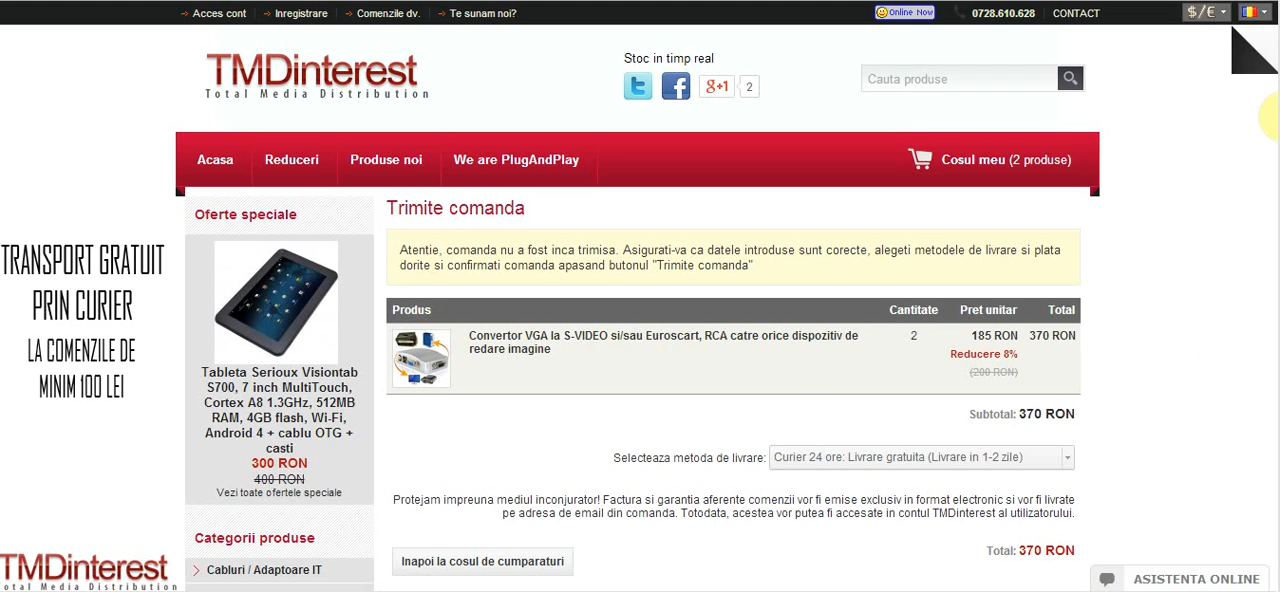 Acces cont
Inregistrare
Comenzile dv.
Te sunam noi?
Online Now
0728.610.628
CONTACT
$/€
TMDinterest
Total Media Distribution
Stoc in timp real
g+1
2
Cauta produse
Acasa
Reduceri
Produse noi
We are PlugAndPlay
Cosul meu (2 produse)
TRANSPORT GRATUIT
PRIN CURIER
LA COMENZILE DE
MINIM 100 LEI
Oferte speciale
Tableta Serioux Visiontab
S700, 7 inch MultiTouch,
Cortex A8 1.3GHz, 512MB
RAM, 4GB flash, Wi-Fi,
Android 4 + cablu OTG +
casti
300 RON
400 RON
Vezi toate ofertele speciale
Categorii produse
Cabluri / Adaptoare IT
Trimite comanda
Atentie, comanda nu a fost inca trimisa. Asigurati-va ca datele introduse sunt corecte, alegeti metodele de livrare si plata
dorite si confirmati comanda apasand butonul "Trimite comanda"
Produs Cantitate Pret unitar Total
Convertor VGA la S-VIDEO si/sau Euroscart, RCA catre orice dispozitiv de 2 185 RON 370 RON
redare imagine
Reducere 8%
(200 RON)
Subtotal: 370 RON
Selecteaza metoda de livrare: Curier 24 ore: Livrare gratuita (Livrare in 1-2 zile)
Protejam impreuna mediul inconjurator! Factura si garantia aferente comenzii vor fi emise exclusiv in format electronic si vor fi livrate
pe adresa de email din comanda. Totodata, acestea vor putea fi accesate in contul TMDinterest al utilizatorului.
Total: 370 RON
Inapoi la cosul de cumparaturi
TMDinterest
Total Media Distribution
ASISTENTA ONLINE